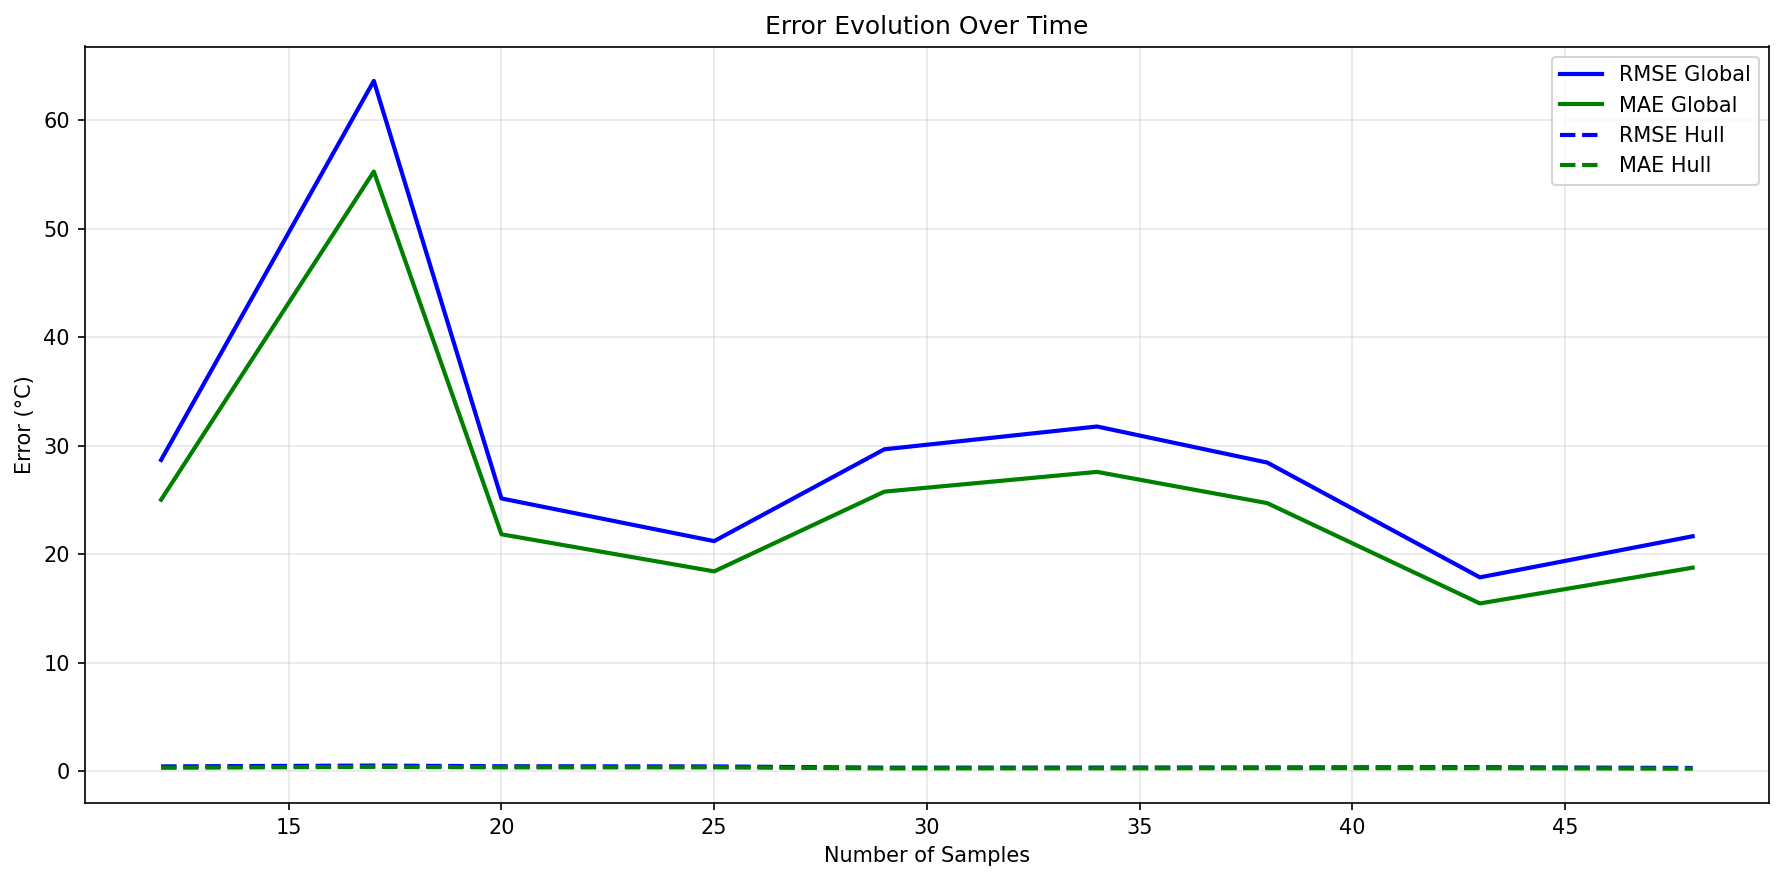 Error Evolution Over Time
RMSE Global
MAE Global
RMSE Hull
MAE Hull
Error (°C)
60
50
40
30
20
10
0
15 20 25 30 35 40 45
Number of Samples